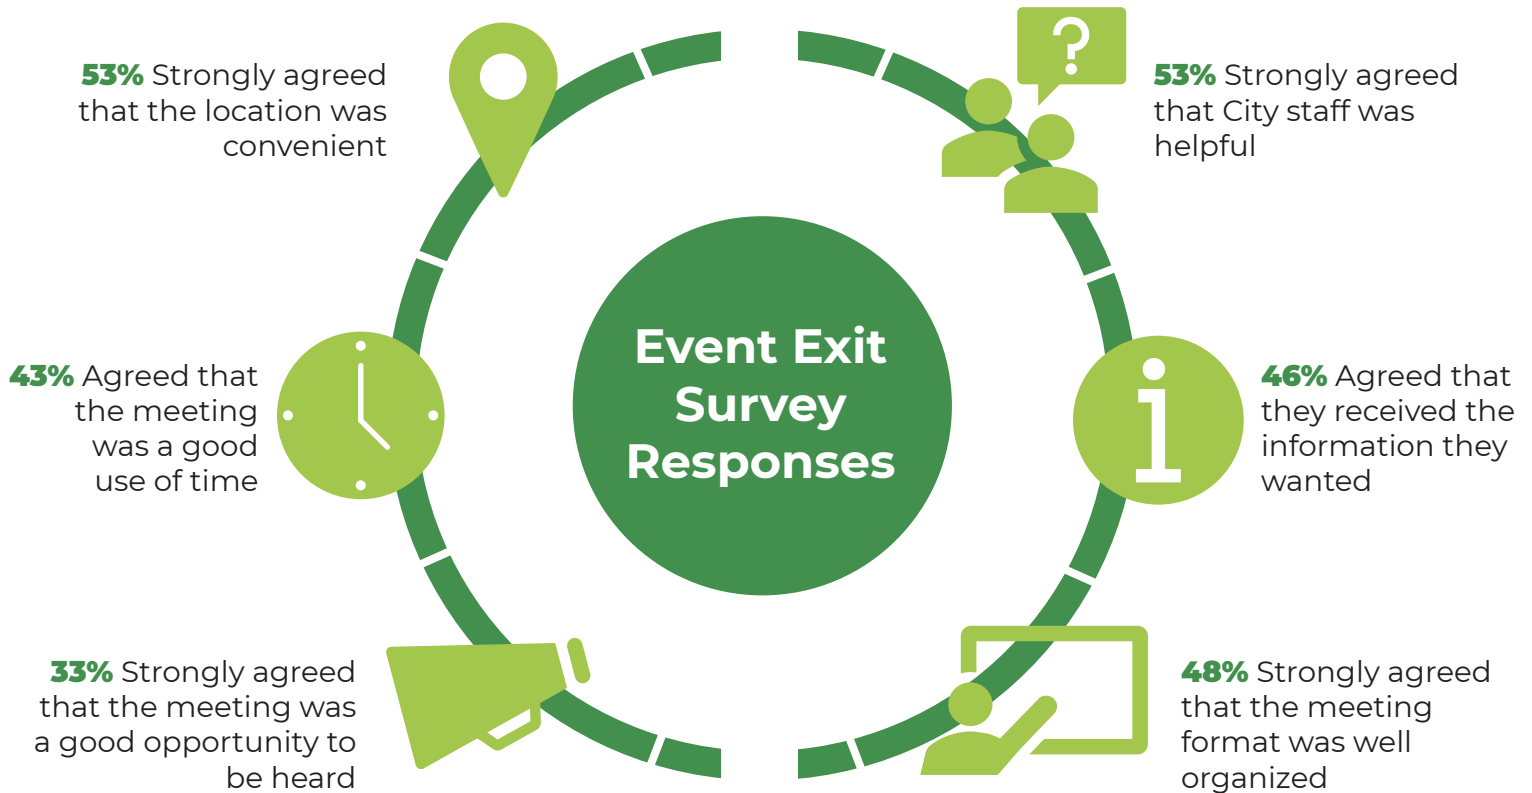 53% Strongly agreed
that the location was
convenient
?
53% Strongly agreed
that City staff was
helpful
Event Exit
Survey
Responses
43% Agreed that
the meeting
was a good
use of time
i
46% Agreed that
they received the
information they
wanted
33% Strongly agreed
that the meeting was
a good opportunity to
be heard
48% Strongly agreed
that the meeting
format was well
organized